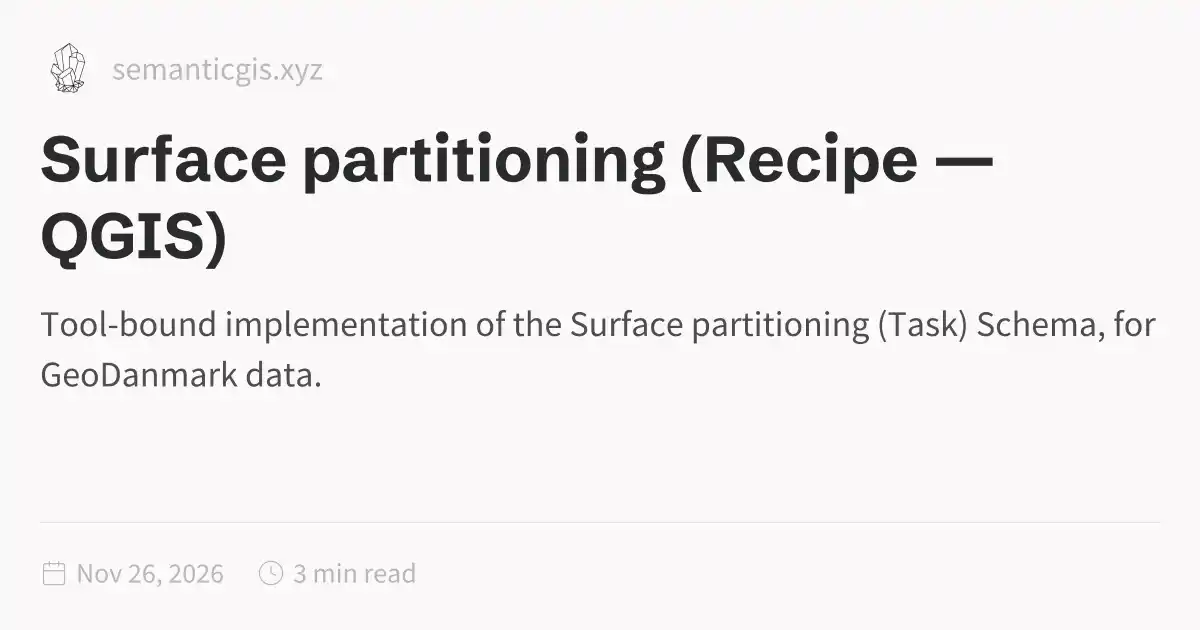 semanticgis.xyz
Surface partitioning (Recipe —
QGIS)
Tool-bound implementation of the Surface partitioning (Task) Schema, for
GeoDanmark data.
Nov 26, 2026 3 min read